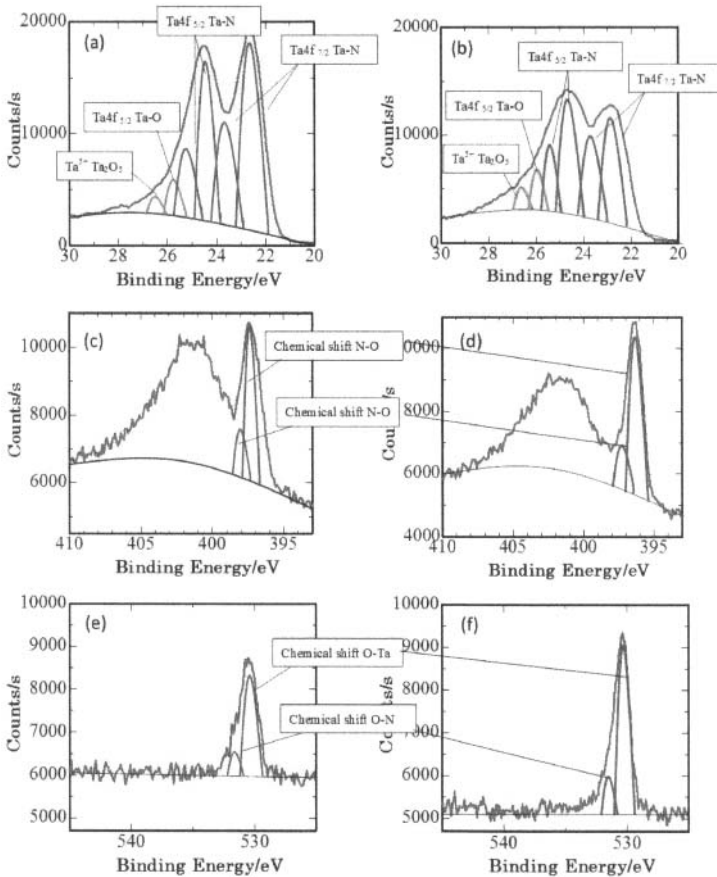 (a)
20000
10000
0
Counts/s
Ta4f 5/2 Ta-N
Ta4f 7/2 Ta-N
Ta4f 5/2 Ta-O
Ta5+ Ta2O5
30 28 26 24 22 20
Binding Energy/eV
(b)
20000
10000
0
Counts/s
Ta4f 5/2 Ta-N
Ta4f 7/2 Ta-N
Ta4f 5/2 Ta-O
Ta5+ Ta2O5
30 28 26 24 22 20
Binding Energy/eV
(c)
10000
8000
6000
Counts/s
Chemical shift N-O
Chemical shift N-O
410 405 400 395
Binding Energy/eV
(d)
0000
8000
6000
4000
Counts/s
410 405 400 395
Binding Energy/eV
(e)
10000
9000
8000
7000
6000
5000
Counts/s
Chemical shift O-Ta
Chemical shift O-N
540 530
Binding Energy/eV
(f)
10000
9000
8000
7000
6000
5000
Counts/s
540 530
Binding Energy/eV